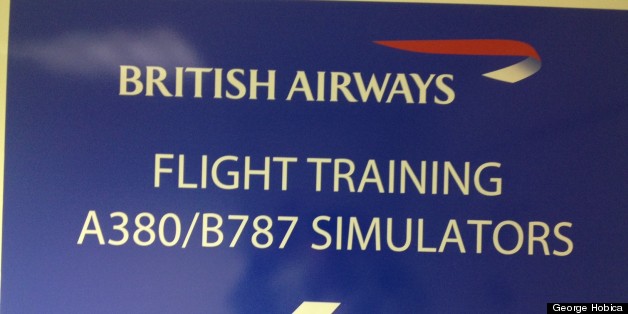 BRITISH AIRWAYS
FLIGHT TRAINING
A380/B787 SIMULATORS
George Hobica